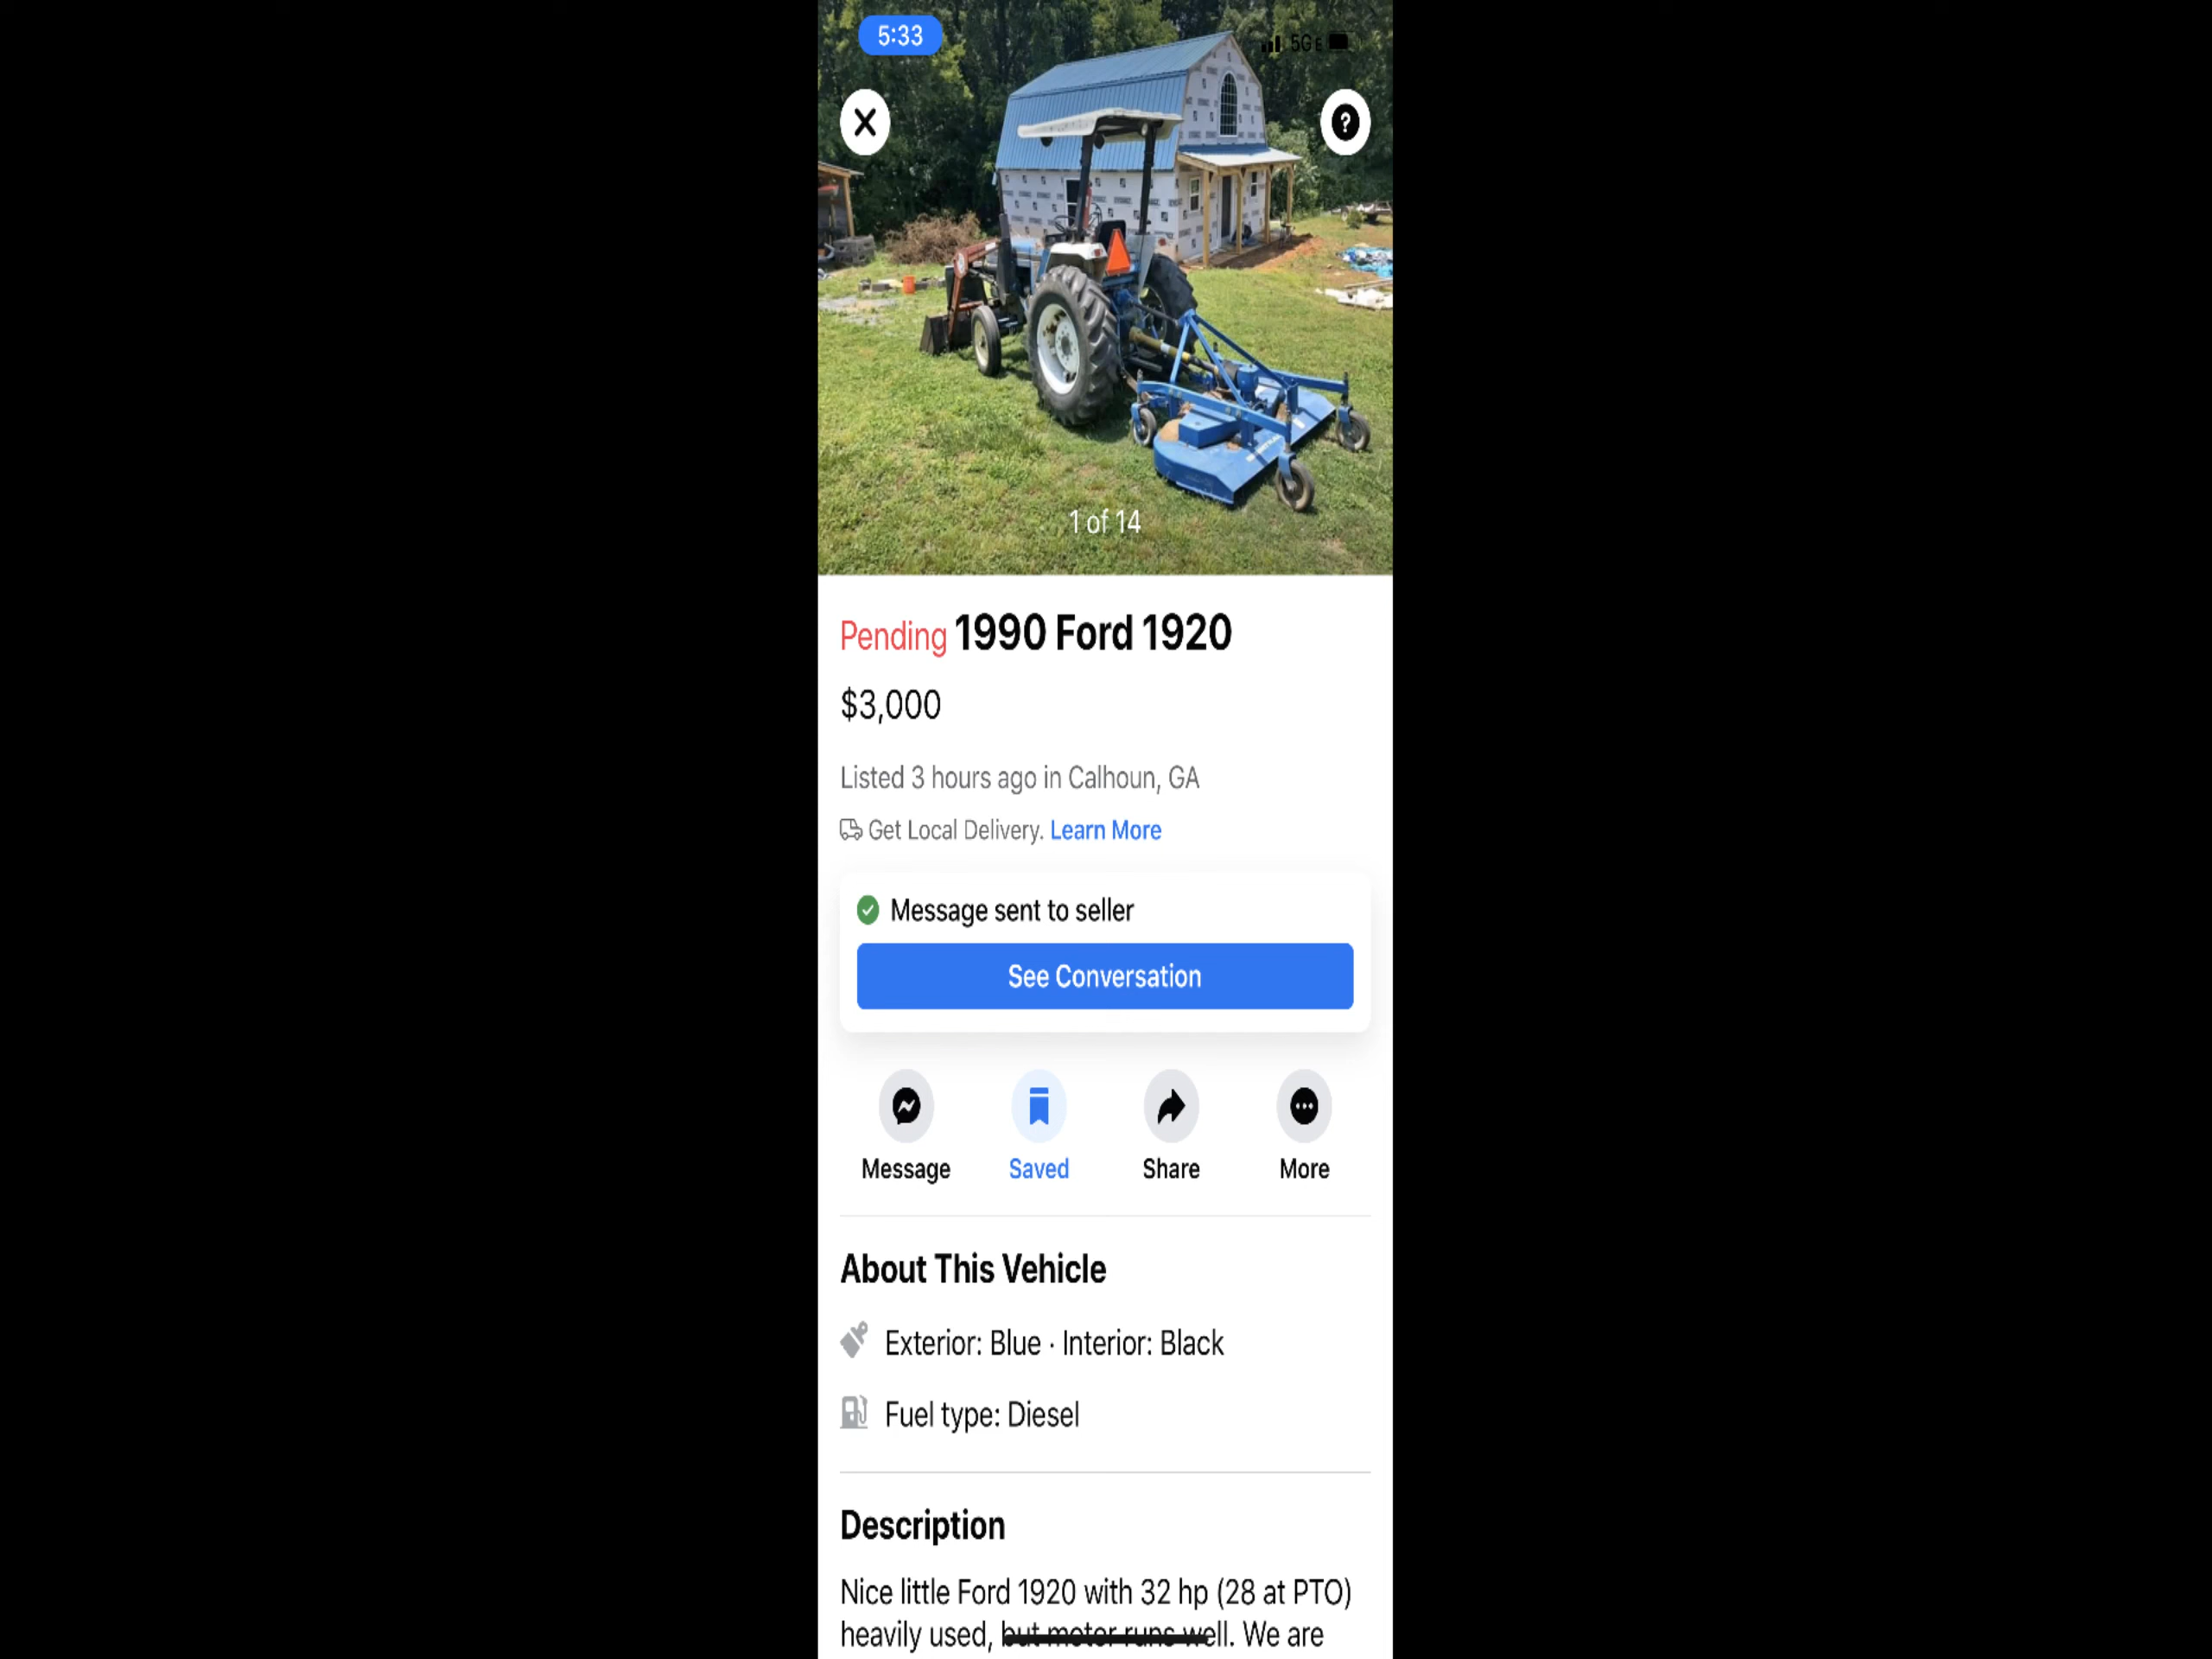 5:33
5G E
1 of 14
Pending 1990 Ford 1920
$3,000
Listed 3 hours ago in Calhoun, GA
Get Local Delivery. Learn More
Message sent to seller
See Conversation
Message
Saved
Share
More
About This Vehicle
Exterior: Blue · Interior: Black
Fuel type: Diesel
Description
Nice little Ford 1920 with 32 hp (28 at PTO)
heavily used, but motor runs well. We are